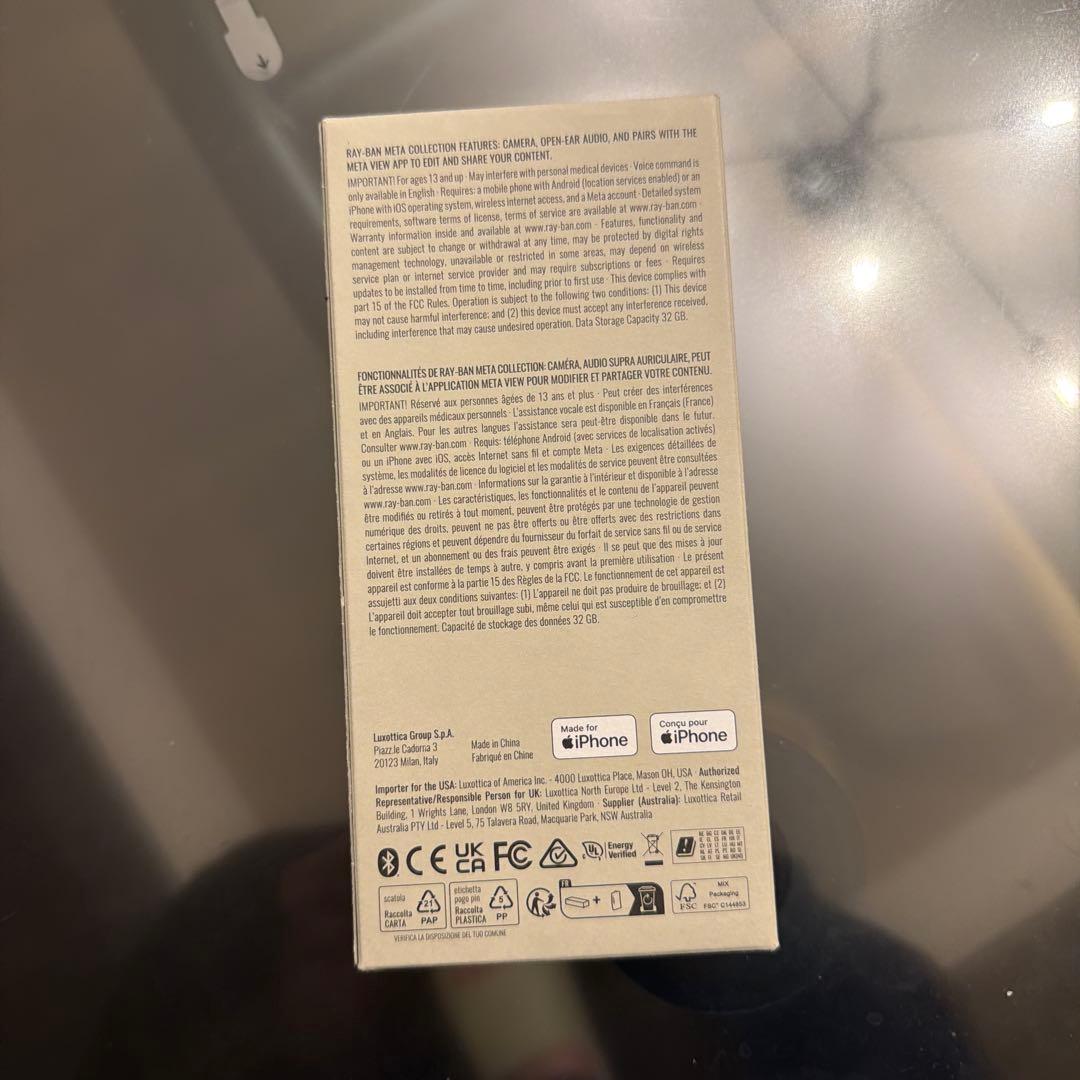 RAY-BAN META COLLECTION FEATURES: CAMERA, OPEN-EAR AUDIO, AND PAIRS WITH THE
META VIEW APP TO EDIT AND SHARE YOUR CONTENT.
IMPORTANT! For ages 13 and up · May interfere with personal medical devices · Voice command is
only available in English · Requires: a mobile phone with Android (location services enabled) or an
iPhone with iOS operating system, wireless internet access, and a Meta account · Detailed system
requirements, software terms of license, terms of service are available at www.ray-ban.com ·
Warranty information inside and available at www.ray-ban.com · Features, functionality and
content are subject to change or withdrawal at any time, may be protected by digital rights
management technology, unavailable or restricted in some areas, may depend on wireless
service plan or internet service provider and may require subscriptions or fees · Requires
updates to be installed from time to time, including prior to first use · This device complies with
part 15 of the FCC Rules. Operation is subject to the following two conditions: (1) This device
may not cause harmful interference; and (2) this device must accept any interference received,
including interference that may cause undesired operation. Data Storage Capacity 32 GB.
FONCTIONNALITÉS DE RAY-BAN META COLLECTION: CAMÉRA, AUDIO SUPRA AURICULAIRE, PEUT
ÊTRE ASSOCIÉ À L'APPLICATION META VIEW POUR MODIFIER ET PARTAGER VOTRE CONTENU.
IMPORTANT! Réservé aux personnes âgées de 13 ans et plus · Peut créer des interférences
avec des appareils médicaux personnels · L'assistance vocale est disponible en Français (France)
et en Anglais. Pour les autres langues l'assistance sera peut-être disponible dans le futur.
Consulter www.ray-ban.com · Requis: téléphone Android (avec services de localisation activés)
ou un iPhone avec iOS, accès Internet sans fil et compte Meta · Les exigences détaillées de
système, les modalités de licence du logiciel et les modalités de service peuvent être consultées
à l'adresse www.ray-ban.com · Informations sur la garantie à l'intérieur et disponible à l'adresse
www.ray-ban.com · Les caractéristiques, les fonctionnalités et le contenu de l'appareil peuvent
être modifiés ou retirés à tout moment, peuvent être protégés par une technologie de gestion
numérique des droits, peuvent ne pas être offerts ou être offerts avec des restrictions dans
certaines régions et peuvent dépendre du fournisseur du forfait de service sans fil ou de service
Internet, et un abonnement ou des frais peuvent être exigés · Il se peut que des mises à jour
doivent être installées de temps à autre, y compris avant la première utilisation · Le présent
appareil est conforme à la partie 15 des Règles de la FCC. Le fonctionnement de cet appareil est
assujetti aux deux conditions suivantes: (1) L'appareil ne doit pas produire de brouillage; et (2)
L'appareil doit accepter tout brouillage subi, même celui qui est susceptible d'en compromettre
le fonctionnement. Capacité de stockage des données 32 GB.
Luxottica Group S.p.A.
Piazz.le Cadorna 3
20123 Milan, Italy
Made in China
Fabriqué en Chine
Made for
iPhone
Conçu pour
iPhone
Importer for the USA: Luxottica of America Inc. - 4000 Luxottica Place, Mason OH, USA · Authorized
Representative/Responsible Person for UK: Luxottica North Europe Ltd - Level 2, The Kensington
Building, 1 Wrights Lane, London W8 5RY, United Kingdom · Supplier (Australia): Luxottica Retail
Australia PTY Ltd - Level 5, 75 Talavera Road, Macquarie Park, NSW Australia
CE
UK
CA
FC
UL
Energy
Verified
scatola
Raccolta
CARTA
21
PAP
etichetta
pogo pin
Raccolta
PLASTICA
5
PP
FR
+
FSC
MIX
Packaging
FSC® C144853
VERIFICA LA DISPOSIZIONE DEL TUO COMUNE